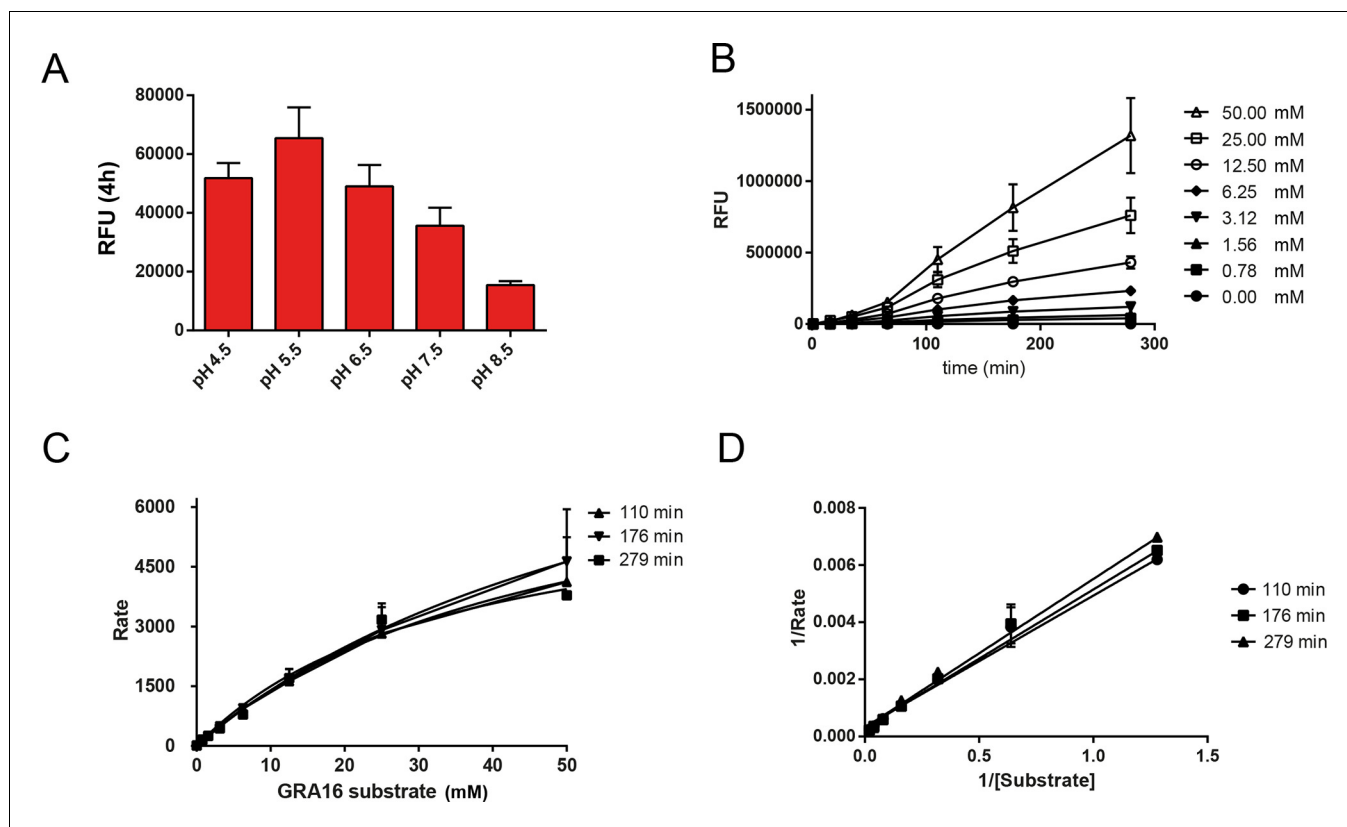 A
RFU (4h)
80000
60000
40000
20000
0
pH 4.5
pH 5.5
pH 6.5
pH 7.5
pH 8.5
B
RFU
1500000
1000000
500000
0
0
100
200
300
time (min)
50.00 mM
25.00 mM
12.50 mM
6.25 mM
3.12 mM
1.56 mM
0.78 mM
0.00 mM
C
Rate
6000
4500
3000
1500
0
0
10
20
30
40
50
GRA16 substrate (mM)
110 min
176 min
279 min
D
1/Rate
0.008
0.006
0.004
0.002
0.000
0.0
0.5
1.0
1.5
1/[Substrate]
110 min
176 min
279 min